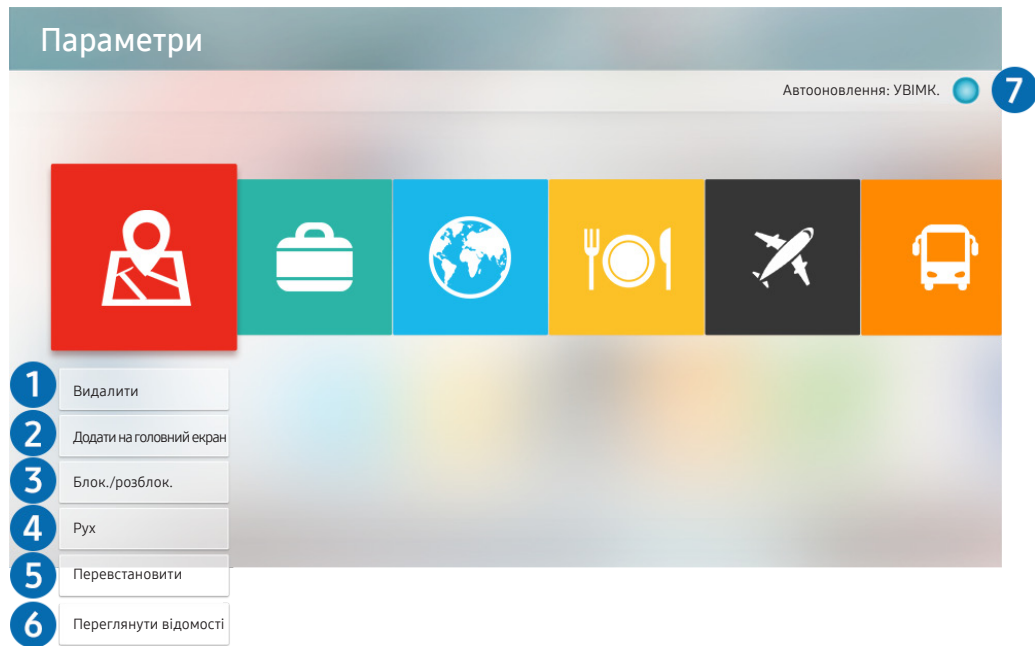 Параметри
Автооновлення: УВІМК.
7
1
Видалити
2
Додати на головний екран
3
Блок./розблок.
4
Рух
5
Перевстановити
6
Переглянути відомості